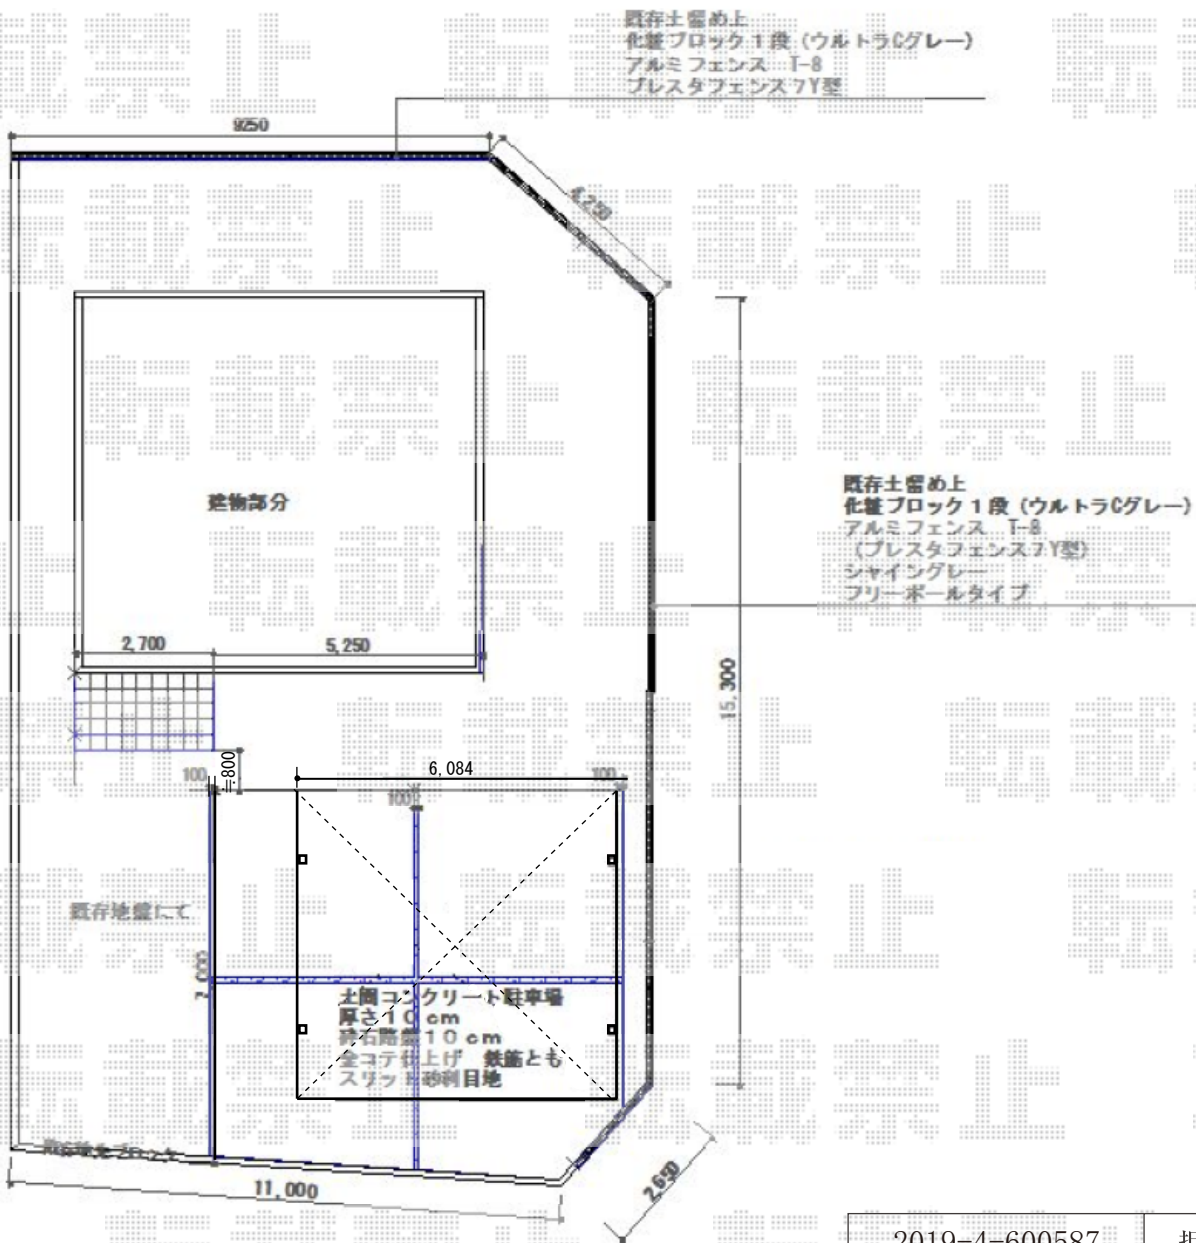 既存土留め上
化粧ブロック１段（ウルトラCグレー）
アルミフェンス　T-8
プレスタフェンス７Y型
9250
4,250
既存土留め上
化粧ブロック１段（ウルトラCグレー）
アルミフェンス　T-8
（プレスタフェンス７Y型）
シャイングレー
フリーポールタイプ
建物部分
2,700
5,250
15,300
100
≒800
6,084
100
100
既存地盤にて
土間コンクリート駐車場
厚さ１０cm
砕石路盤１０cm
金コテ仕上げ　鉄筋とも
スリット砂利目地
11,000
2,650
2019-4-600587
転載禁止